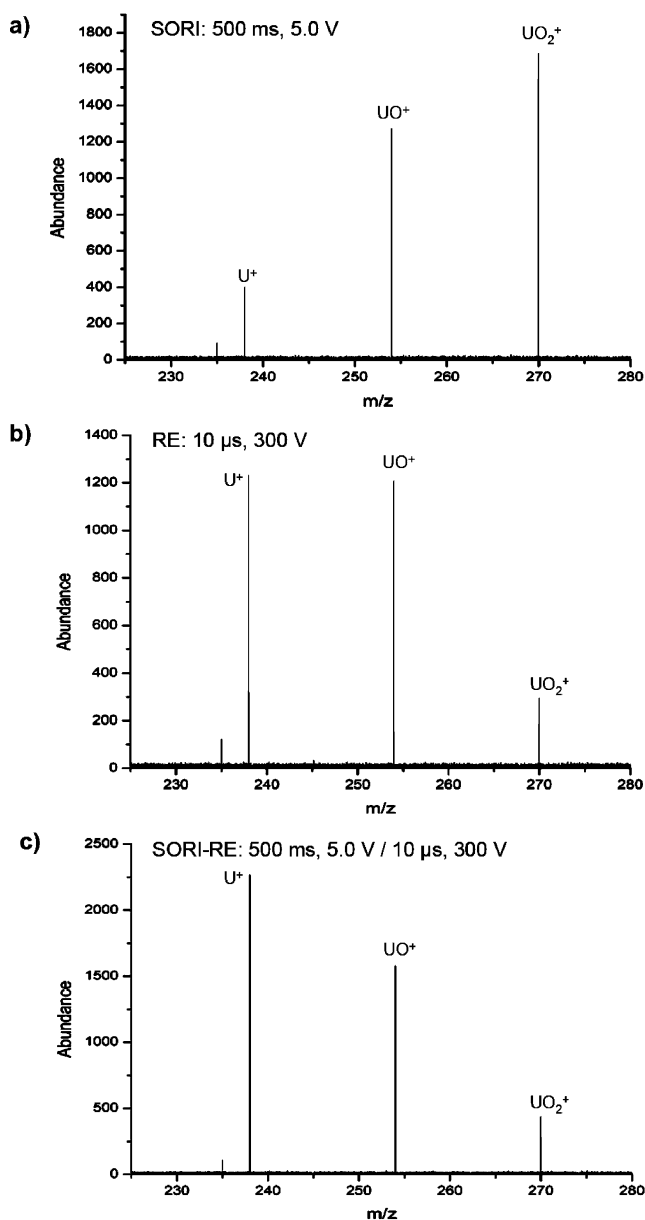 a)
SORI: 500 ms, 5.0 V
UO₂⁺
UO⁺
U⁺
Abundance
1800
1600
1400
1200
1000
800
600
400
200
0
230 240 250 260 270 280
m/z
b)
RE: 10 µs, 300 V
U⁺
UO⁺
UO₂⁺
Abundance
1400
1200
1000
800
600
400
200
0
230 240 250 260 270 280
m/z
c)
SORI-RE: 500 ms, 5.0 V / 10 µs, 300 V
U⁺
UO⁺
UO₂⁺
Abundance
2500
2000
1500
1000
500
0
230 240 250 260 270 280
m/z